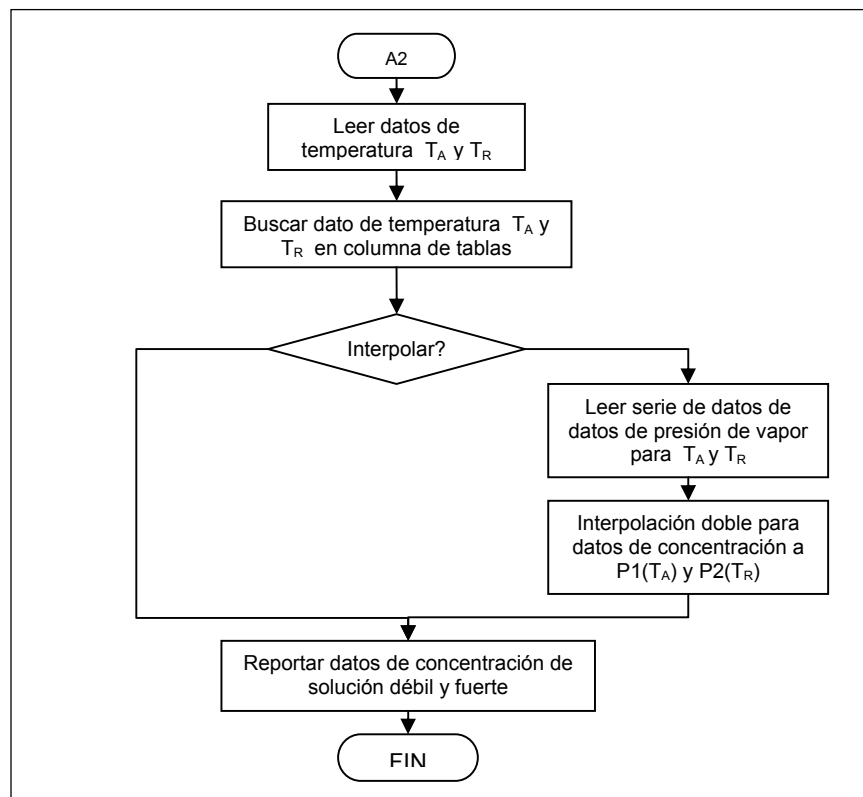 A2
Leer datos de
temperatura TA y TR
Buscar dato de temperatura TA y
TR en columna de tablas
Interpolar?
Leer serie de datos de
datos de presión de vapor
para TA y TR
Interpolación doble para
datos de concentración a
P1(TA) y P2(TR)
Reportar datos de concentración de
solución débil y fuerte
FIN